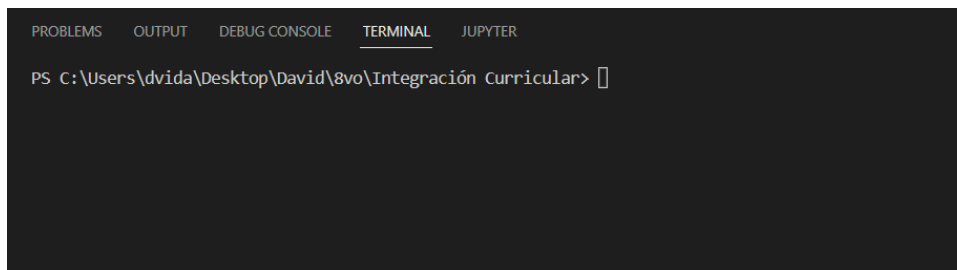 PROBLEMS OUTPUT DEBUG CONSOLE TERMINAL JUPYTER
PS C:\Users\dvida\Desktop\David\8vo\Integración Curricular>